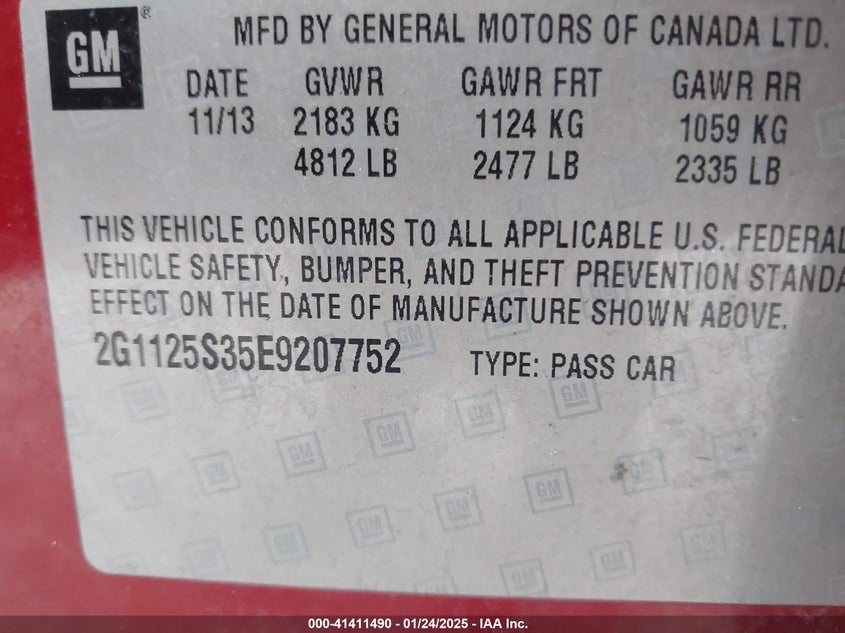 GM®
MFD BY GENERAL MOTORS OF CANADA LTD.
DATE GVWR GAWR FRT GAWR RR
11/13 2183 KG 1124 KG 1059 KG
4812 LB 2477 LB 2335 LB
THIS VEHICLE CONFORMS TO ALL APPLICABLE U.S. FEDERAL
VEHICLE SAFETY, BUMPER, AND THEFT PREVENTION STANDA
EFFECT ON THE DATE OF MANUFACTURE SHOWN ABOVE.
2G1125S35E9207752 TYPE: PASS CAR
000-41411490 - 01/24/2025 - IAA Inc.